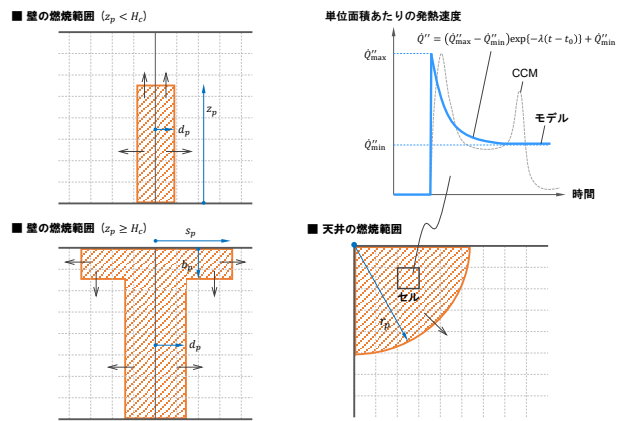 ■ 壁の燃焼範囲 (z_p < H_c)
z_p
d_p
単位面積あたりの発熱速度
Q̇″ = (Q̇″_max − Q̇″_min)exp{−λ(t − t_0)} + Q̇″_min
Q̇″_max
CCM
モデル
Q̇″_min
時間
■ 壁の燃焼範囲 (z_p ≥ H_c)
s_p
b_p
d_p
■ 天井の燃焼範囲
セル
r_p